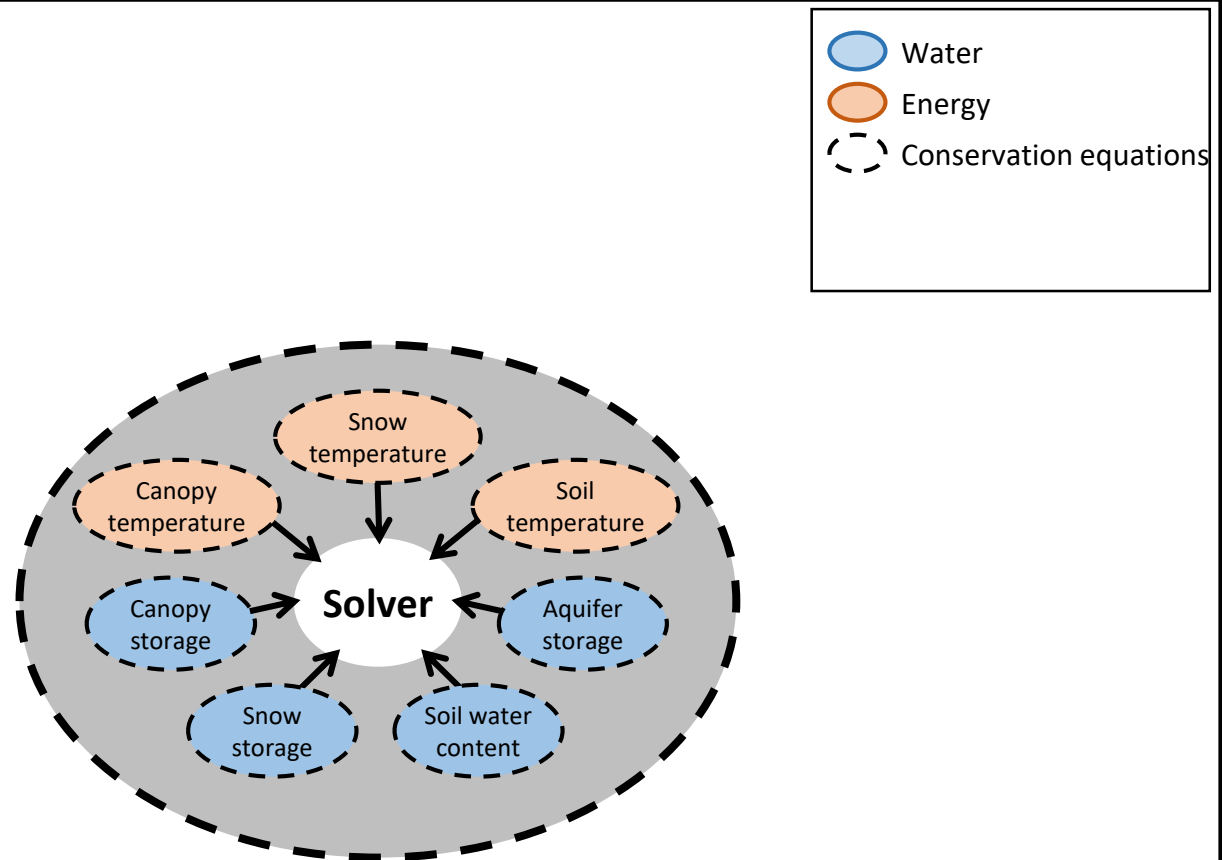 Water
Energy
Conservation equations
Snow
temperature
Canopy
temperature
Soil
temperature
Solver
Canopy
storage
Aquifer
storage
Snow
storage
Soil water
content